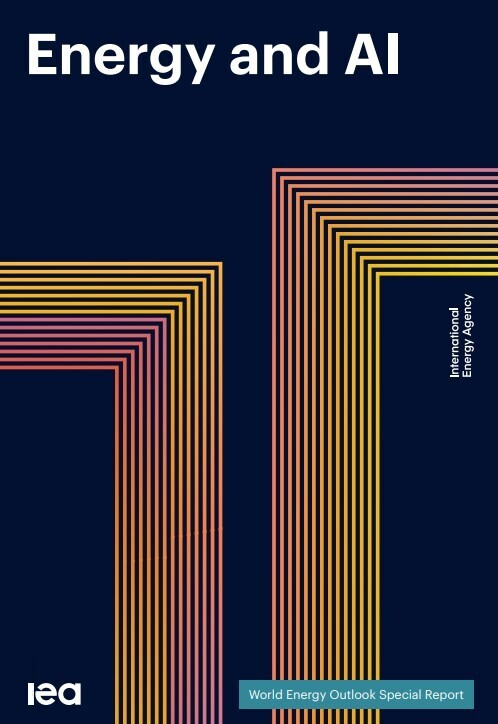 Energy and AI
International
Energy Agency
iea
World Energy Outlook Special Report